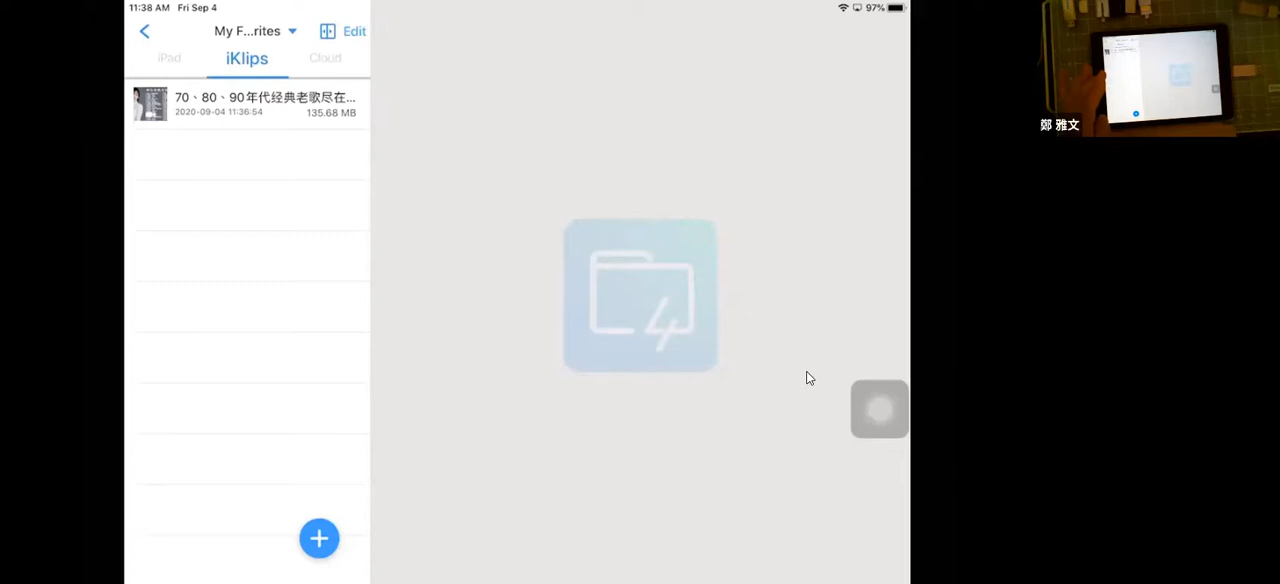 11:38 AM Fri Sep 4
97%
My F...rites
Edit
iPad
iKlips
Cloud
70、80、90年代经典老歌尽在...
2020-09-04 11:36:54
135.68 MB
鄭 雅文